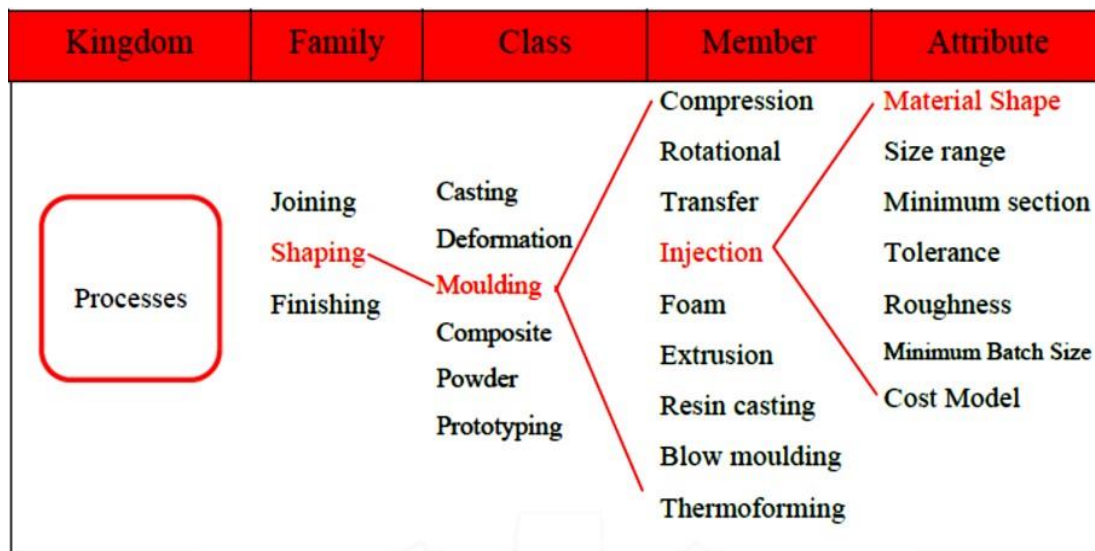 Kingdom Family Class Member Attribute
Processes
Joining
Shaping
Finishing
Casting
Deformation
Moulding
Composite
Powder
Prototyping
Compression
Rotational
Transfer
Injection
Foam
Extrusion
Resin casting
Blow moulding
Thermoforming
Material Shape
Size range
Minimum section
Tolerance
Roughness
Minimum Batch Size
Cost Model